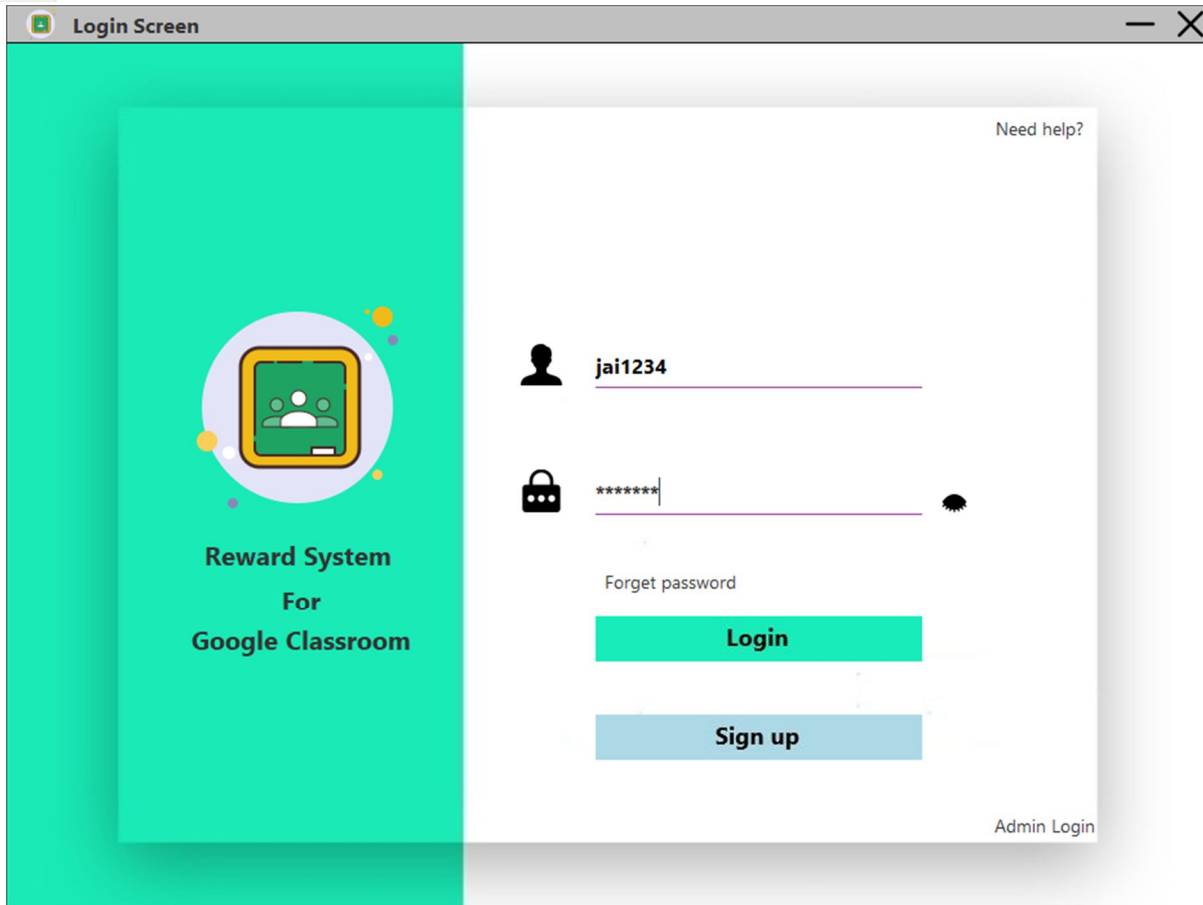 Login Screen
Need help?
jai1234
*******
Reward System
For
Google Classroom
Forget password
Login
Sign up
Admin Login